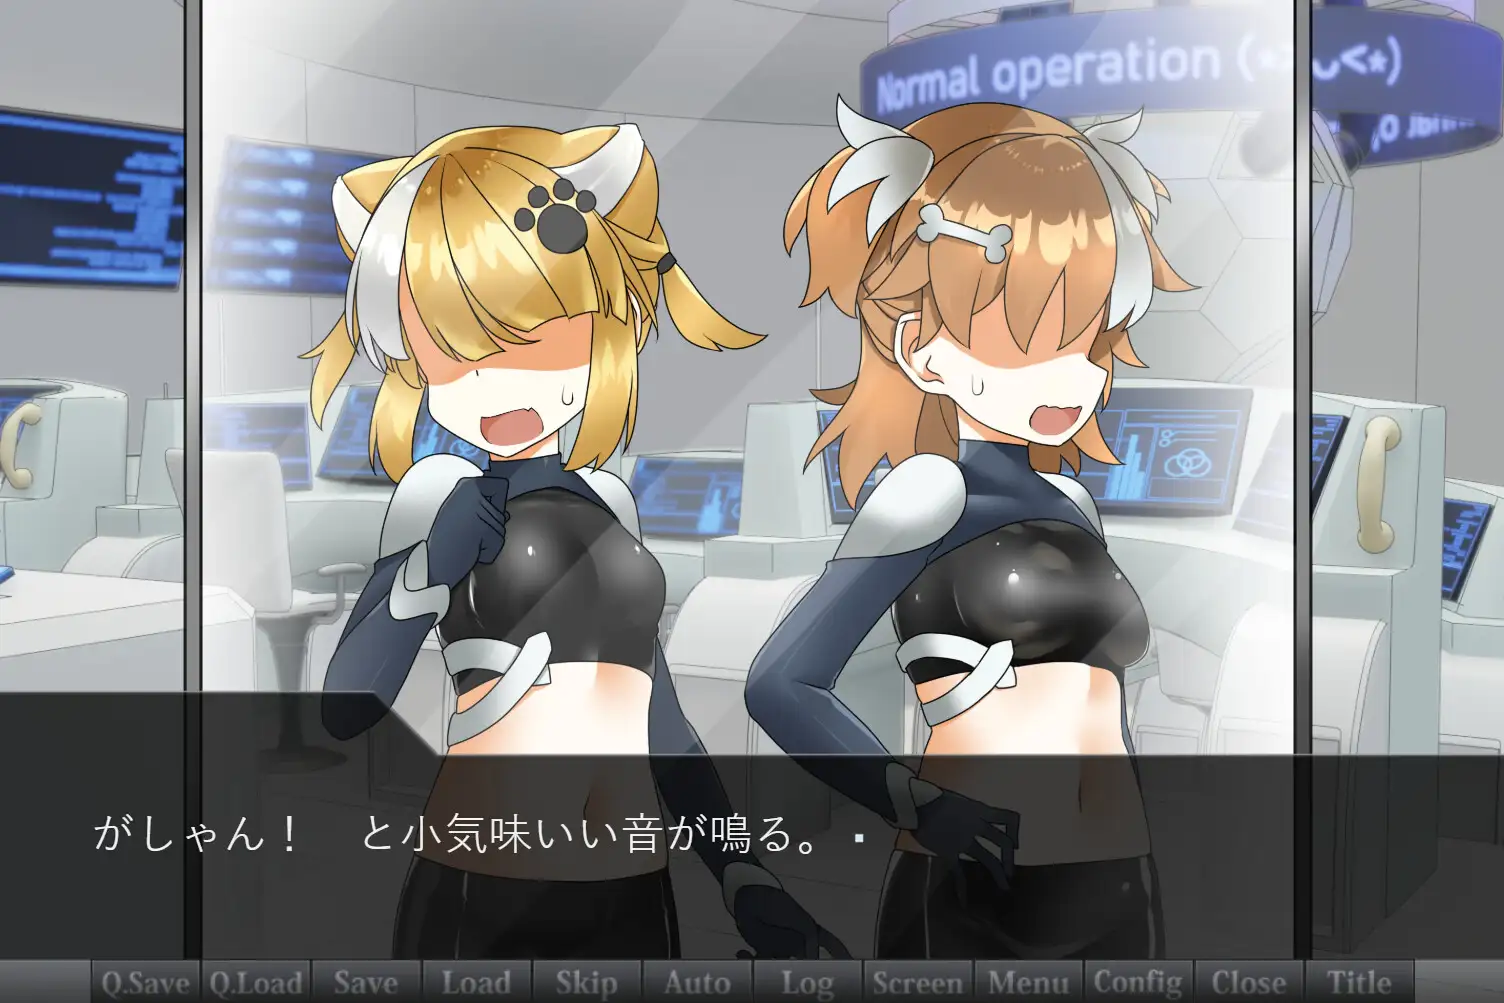 Normal operation (*>ᴗ<*)
がしゃん!　と小気味いい音が鳴る。
Q.Save Q.Load Save Load Skip Auto Log Screen Menu Config Close Title